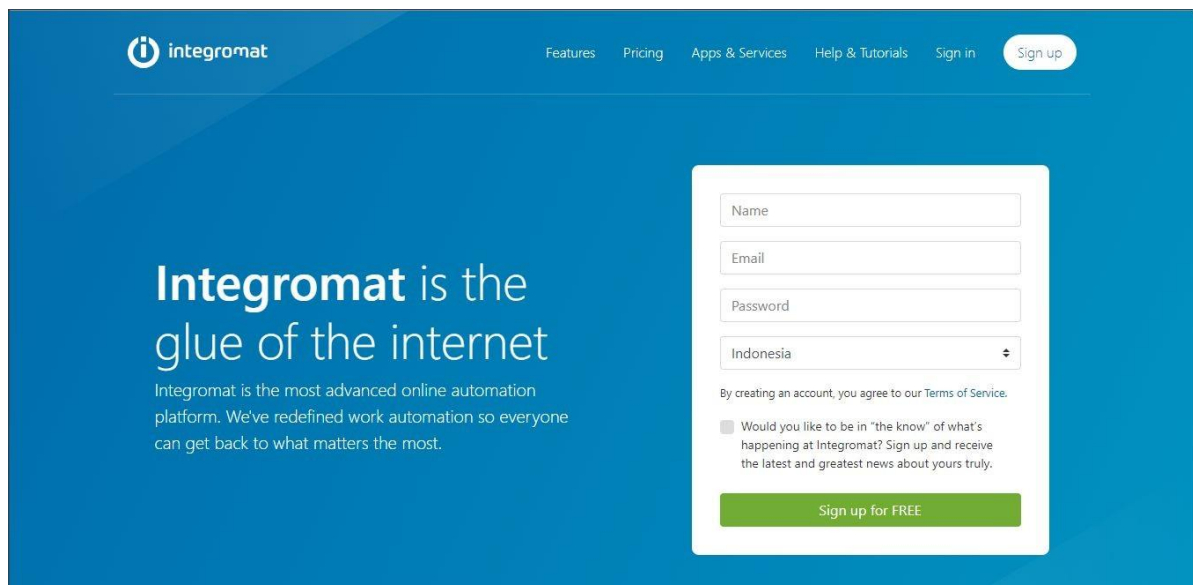 integromat
Features Pricing Apps & Services Help & Tutorials Sign in Sign up
Integromat is the
glue of the internet
Integromat is the most advanced online automation
platform. We've redefined work automation so everyone
can get back to what matters the most.
Name
Email
Password
Indonesia
By creating an account, you agree to our Terms of Service.
Would you like to be in "the know" of what's
happening at Integromat? Sign up and receive
the latest and greatest news about yours truly.
Sign up for FREE